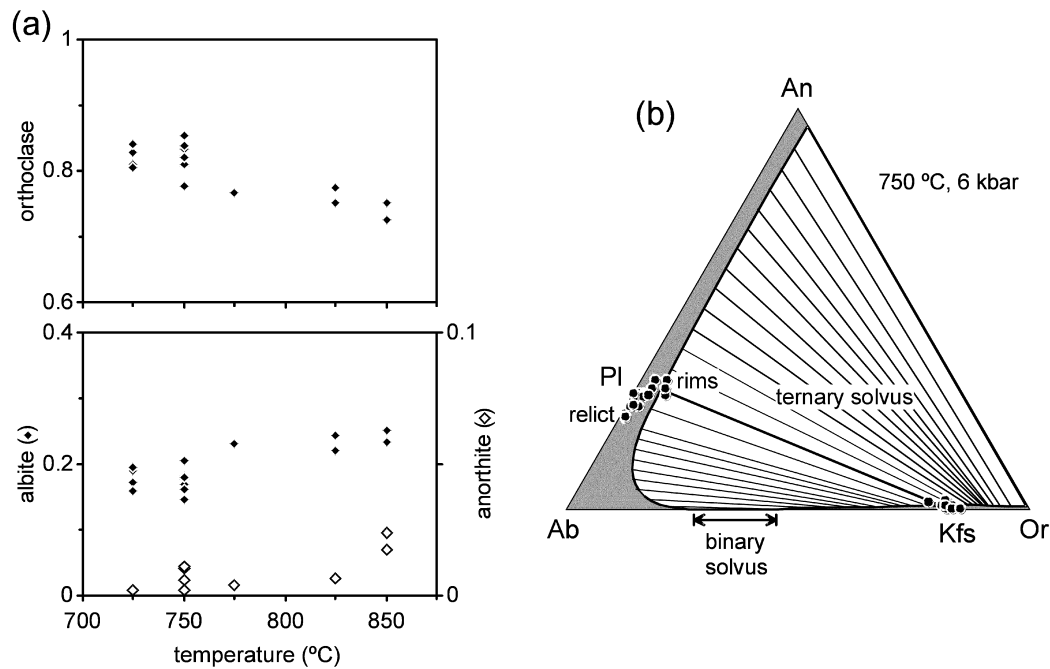 (a)
1
orthoclase
0.8
0.6
0.4
0.1
albite (◆)
0.2
anorthite (◇)
0
0
700
750
800
850
temperature (ºC)
(b)
An
750 ºC, 6 kbar
Pl
rims
relict
ternary solvus
Ab
Or
Kfs
binary
solvus